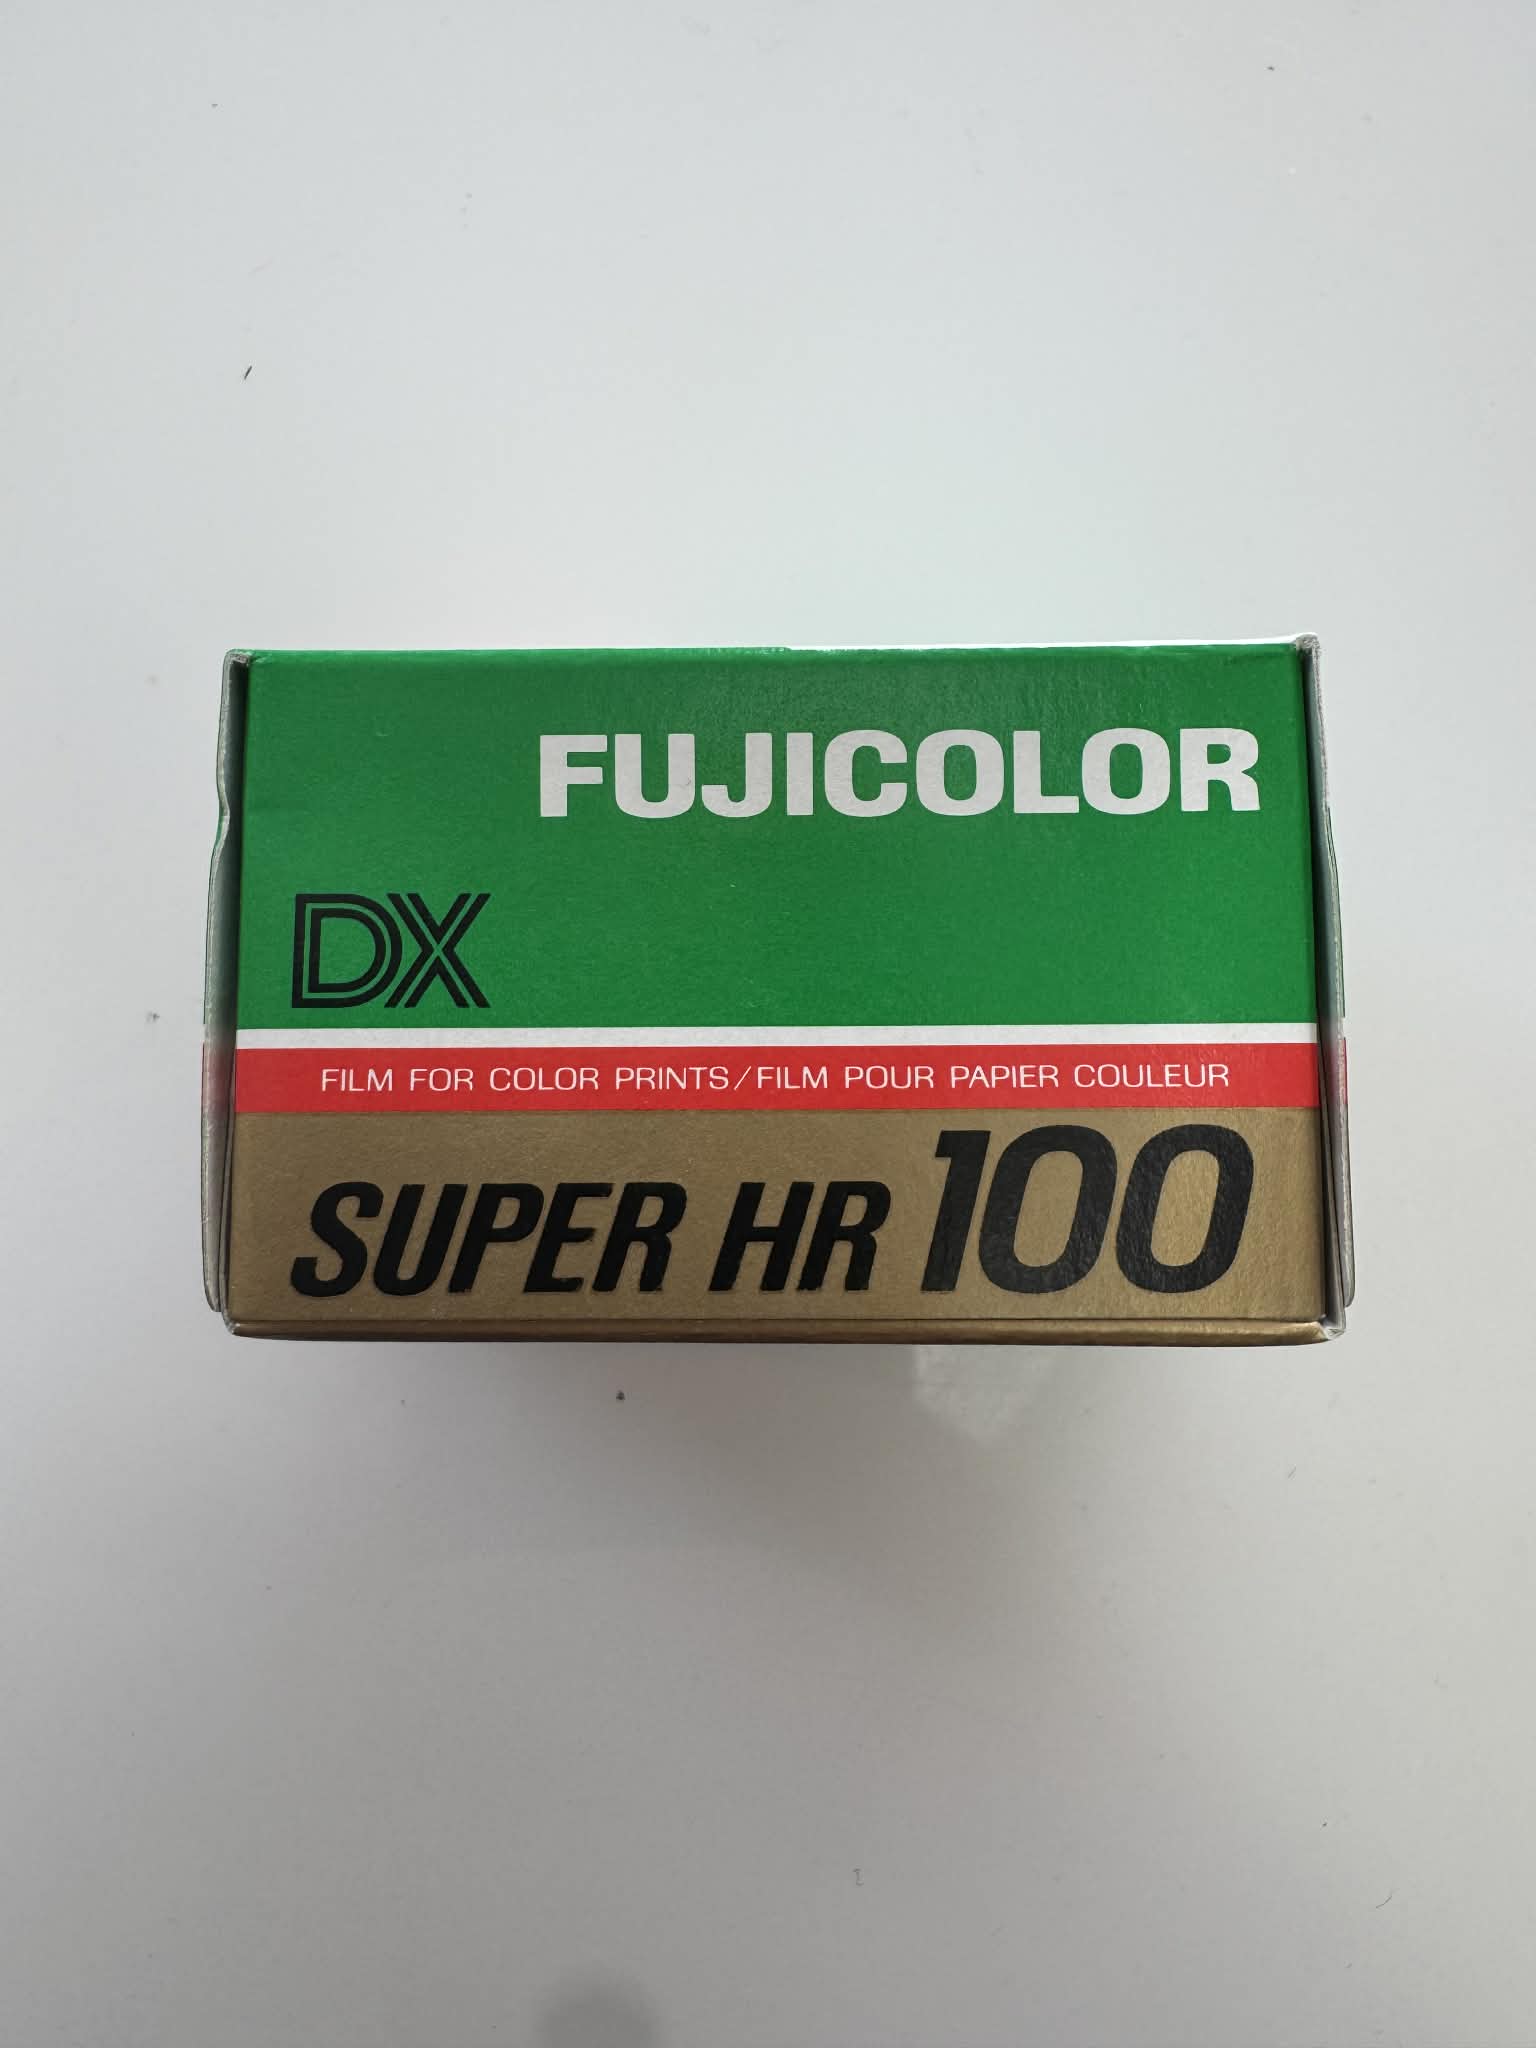 FUJICOLOR
DX
FILM FOR COLOR PRINTS/FILM POUR PAPIER COULEUR
SUPER HR 100